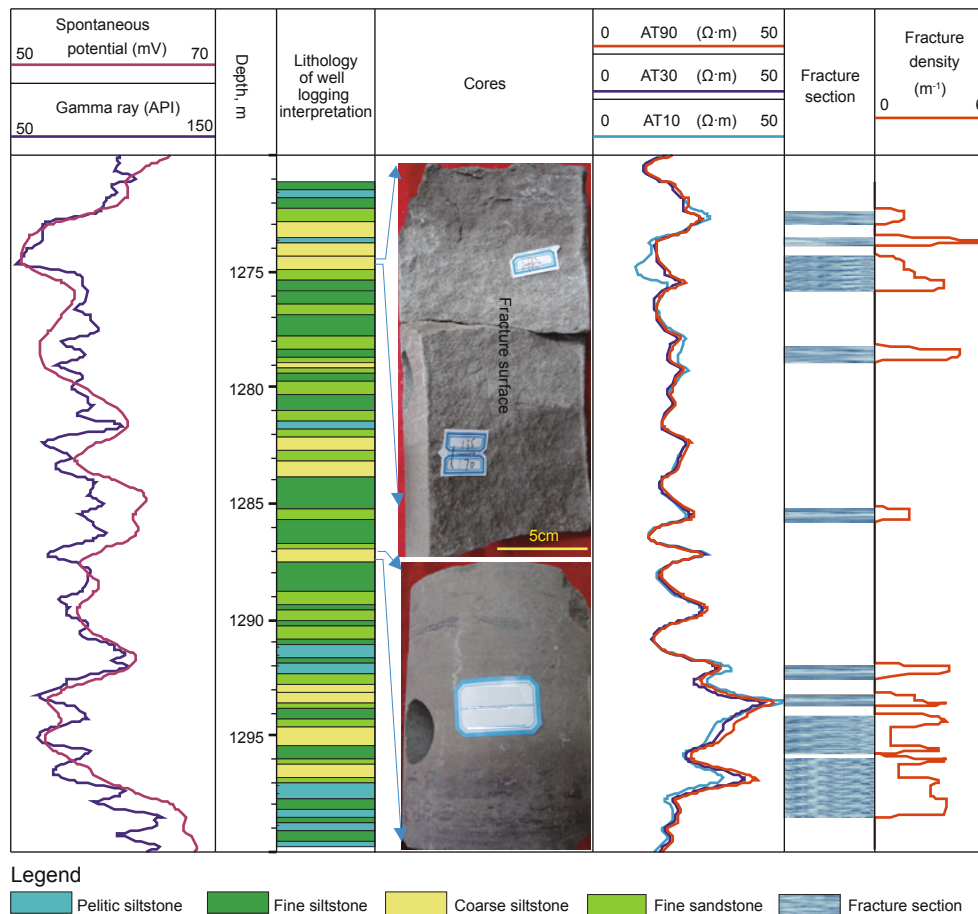 Spontaneous
potential (mV)
50 70
Gamma ray (API)
50 150
Depth, m
Lithology
of well
logging
interpretation
Cores
0 AT90 (Ω·m) 50
0 AT30 (Ω·m) 50
0 AT10 (Ω·m) 50
Fracture
section
Fracture
density
(m⁻¹)
0 6
1275
1280
1285
1290
1295
Fracture surface
5cm
Legend
Pelitic siltstone
Fine siltstone
Coarse siltstone
Fine sandstone
Fracture section